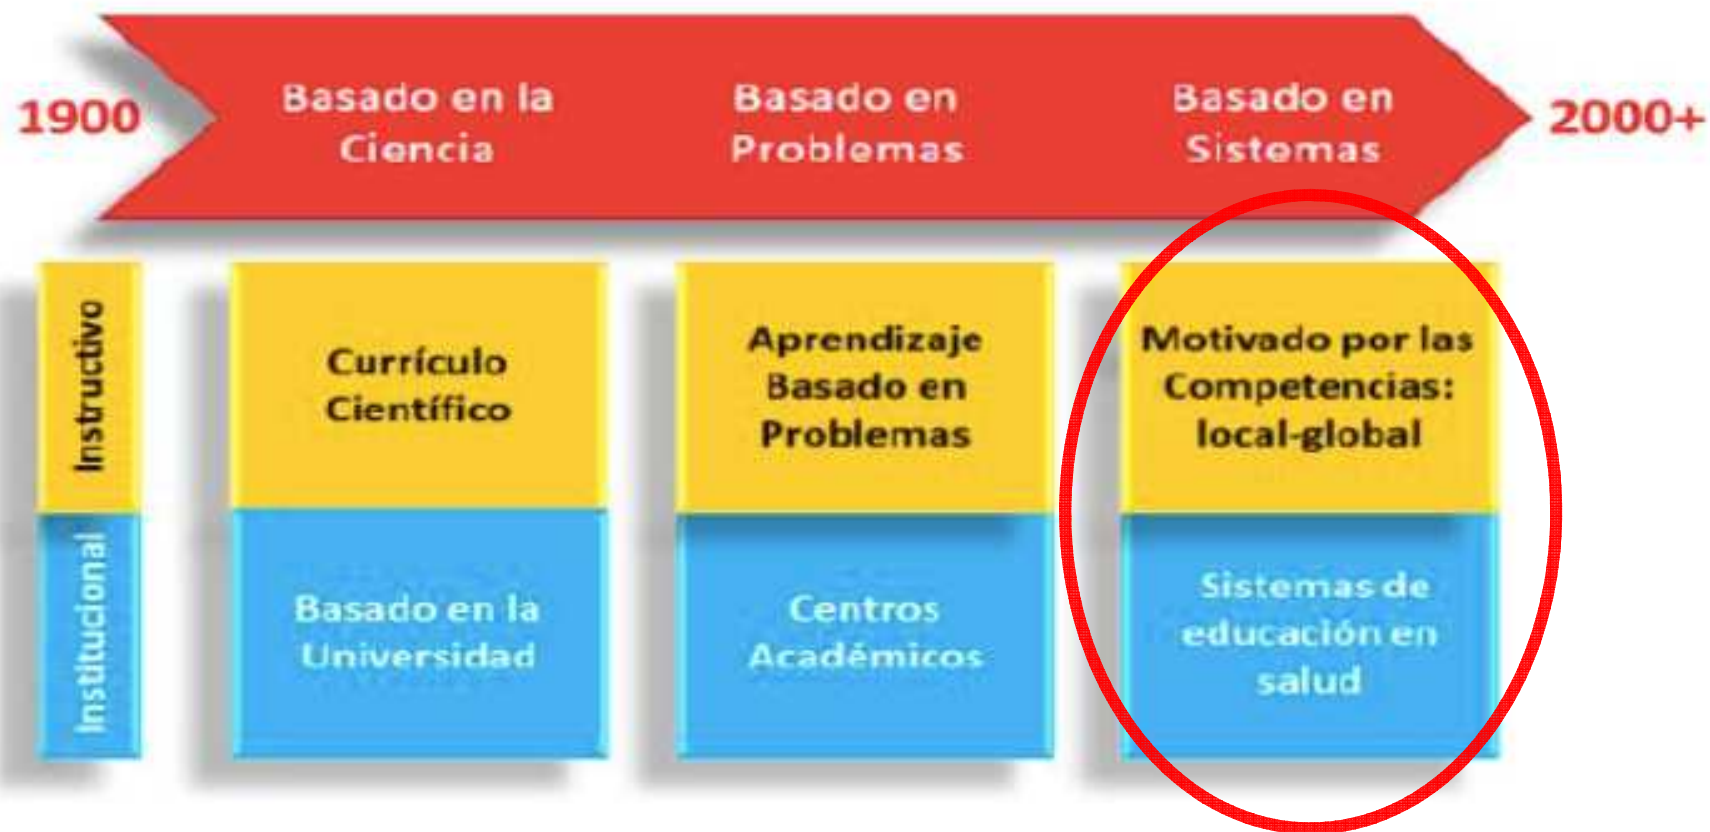 1900
Basado en la
Ciencia
Basado en
Problemas
Basado en
Sistemas
2000+
Instructivo
Currículo
Científico
Aprendizaje
Basado en
Problemas
Motivado por las
Competencias:
local-global
Institucional
Basado en la
Universidad
Centros
Académicos
Sistemas de
educación en
salud